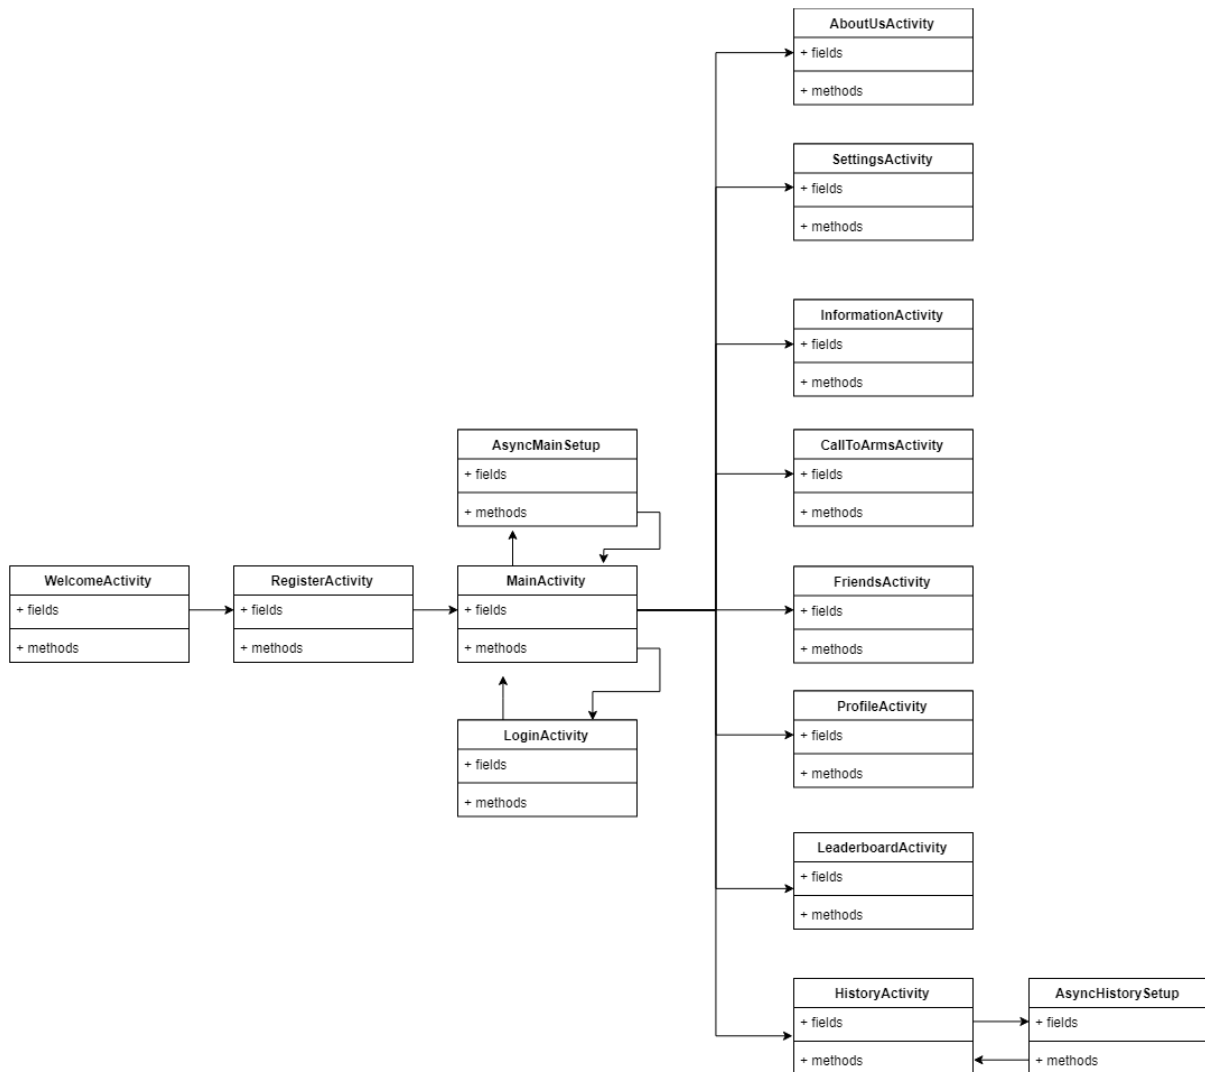 AboutUsActivity
+ fields
+ methods
SettingsActivity
+ fields
+ methods
InformationActivity
+ fields
+ methods
AsyncMainSetup
+ fields
+ methods
CallToArmsActivity
+ fields
+ methods
WelcomeActivity
+ fields
+ methods
RegisterActivity
+ fields
+ methods
MainActivity
+ fields
+ methods
FriendsActivity
+ fields
+ methods
LoginActivity
+ fields
+ methods
ProfileActivity
+ fields
+ methods
LeaderboardActivity
+ fields
+ methods
HistoryActivity
+ fields
+ methods
AsyncHistorySetup
+ fields
+ methods